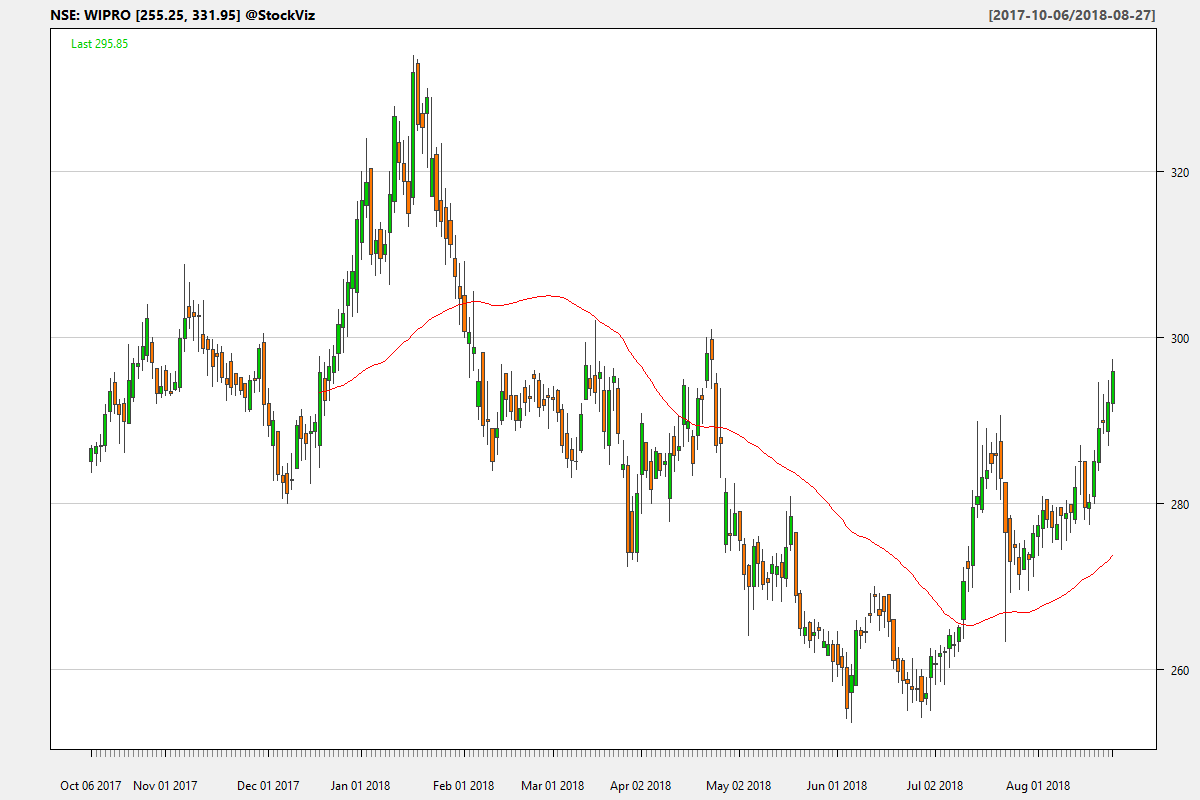 NSE: WIPRO [255.25, 331.95] @StockViz
[2017-10-06/2018-08-27]
Last 295.85
320
300
280
260
Oct 06 2017
Nov 01 2017
Dec 01 2017
Jan 01 2018
Feb 01 2018
Mar 01 2018
Apr 02 2018
May 02 2018
Jun 01 2018
Jul 02 2018
Aug 01 2018